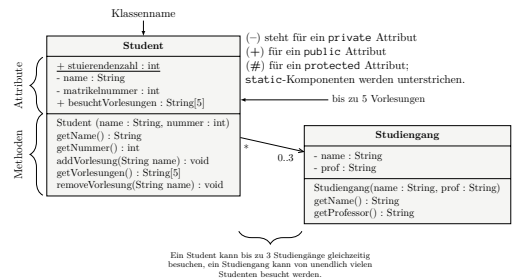 Klassenname
Student
+ stuierendenzahl : int
- name : String
- matrikelnummer : int
+ besuchtVorlesungen : String[5]
Student (name : String, nummer : int)
getName() : String
getNummer() : int
addVorlesung(String name) : void
getVorlesungen() : String[5]
removeVorlesung(String name) : void
Attribute
Methoden
(–) steht für ein private Attribut
(+) für ein public Attribut
(#) für ein protected Attribut;
static-Komponenten werden unterstrichen.
bis zu 5 Vorlesungen
*
0..3
Studiengang
- name : String
- prof : String
Studiengang(name : String, prof : String)
getName() : String
getProfessor() : String
Ein Student kann bis zu 3 Studiengänge gleichzeitig
besuchen, ein Studiengang kann von unendlich vielen
Studenten besucht werden.